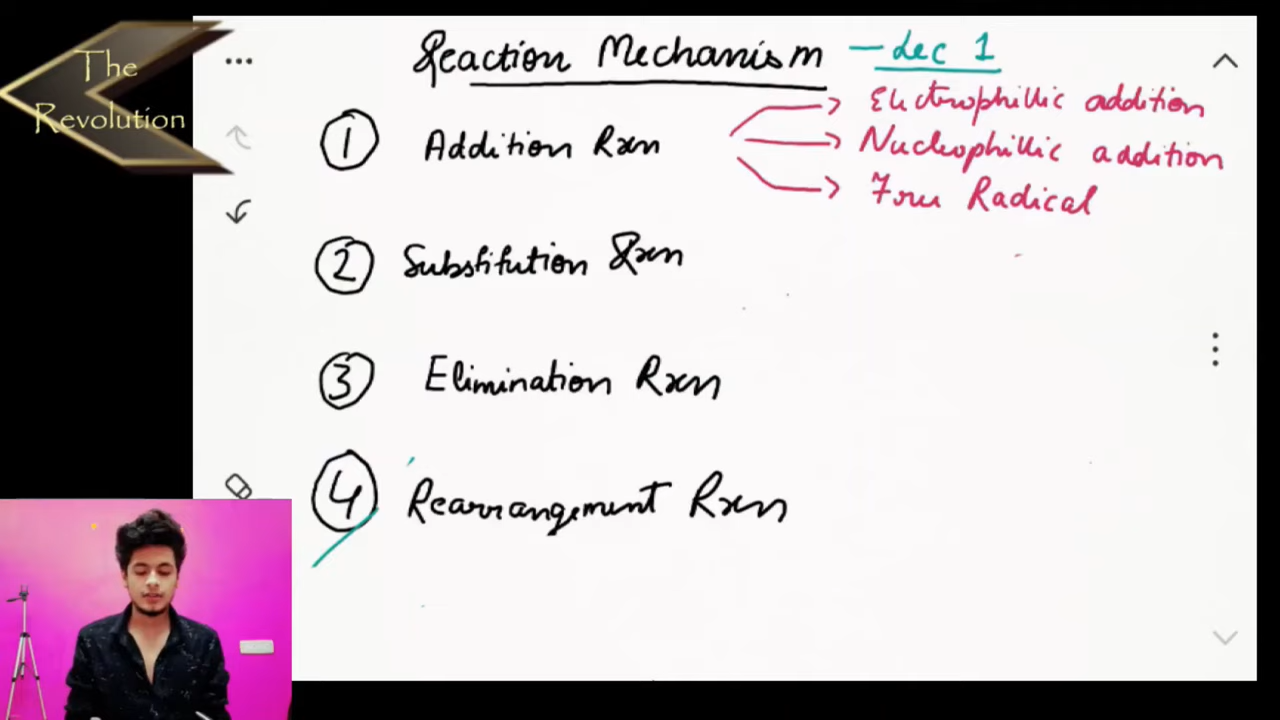 The
Revolution
Reaction Mechanism - Lec 1
① Addition Rxn
Electrophillic addition
Nucleophillic addition
Free Radical
② Substitution Rxn
③ Elimination Rxn
④ Rearrangement Rxn